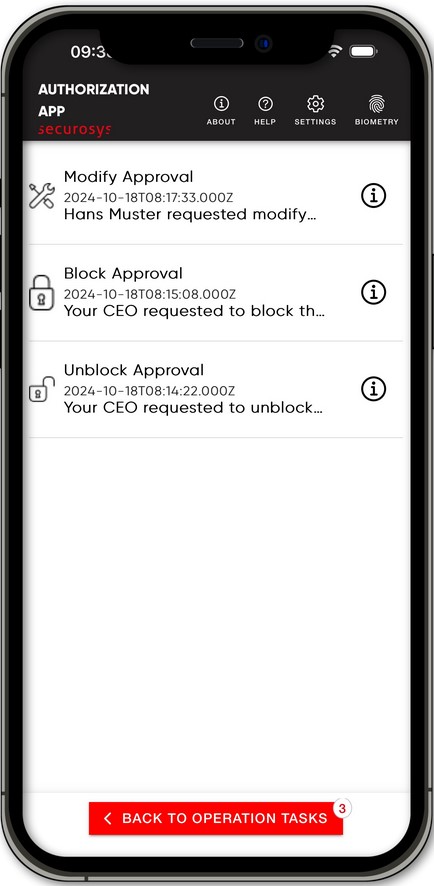 AUTHORIZATION
APP
securosys
ABOUT
HELP
SETTINGS
BIOMETRY
Modify Approval
2024-10-18T08:17:33.000Z
Hans Muster requested modify...
Block Approval
2024-10-18T08:15:08.000Z
Your CEO requested to block th...
Unblock Approval
2024-10-18T08:14:22.000Z
Your CEO requested to unblock...
3
BACK TO OPERATION TASKS